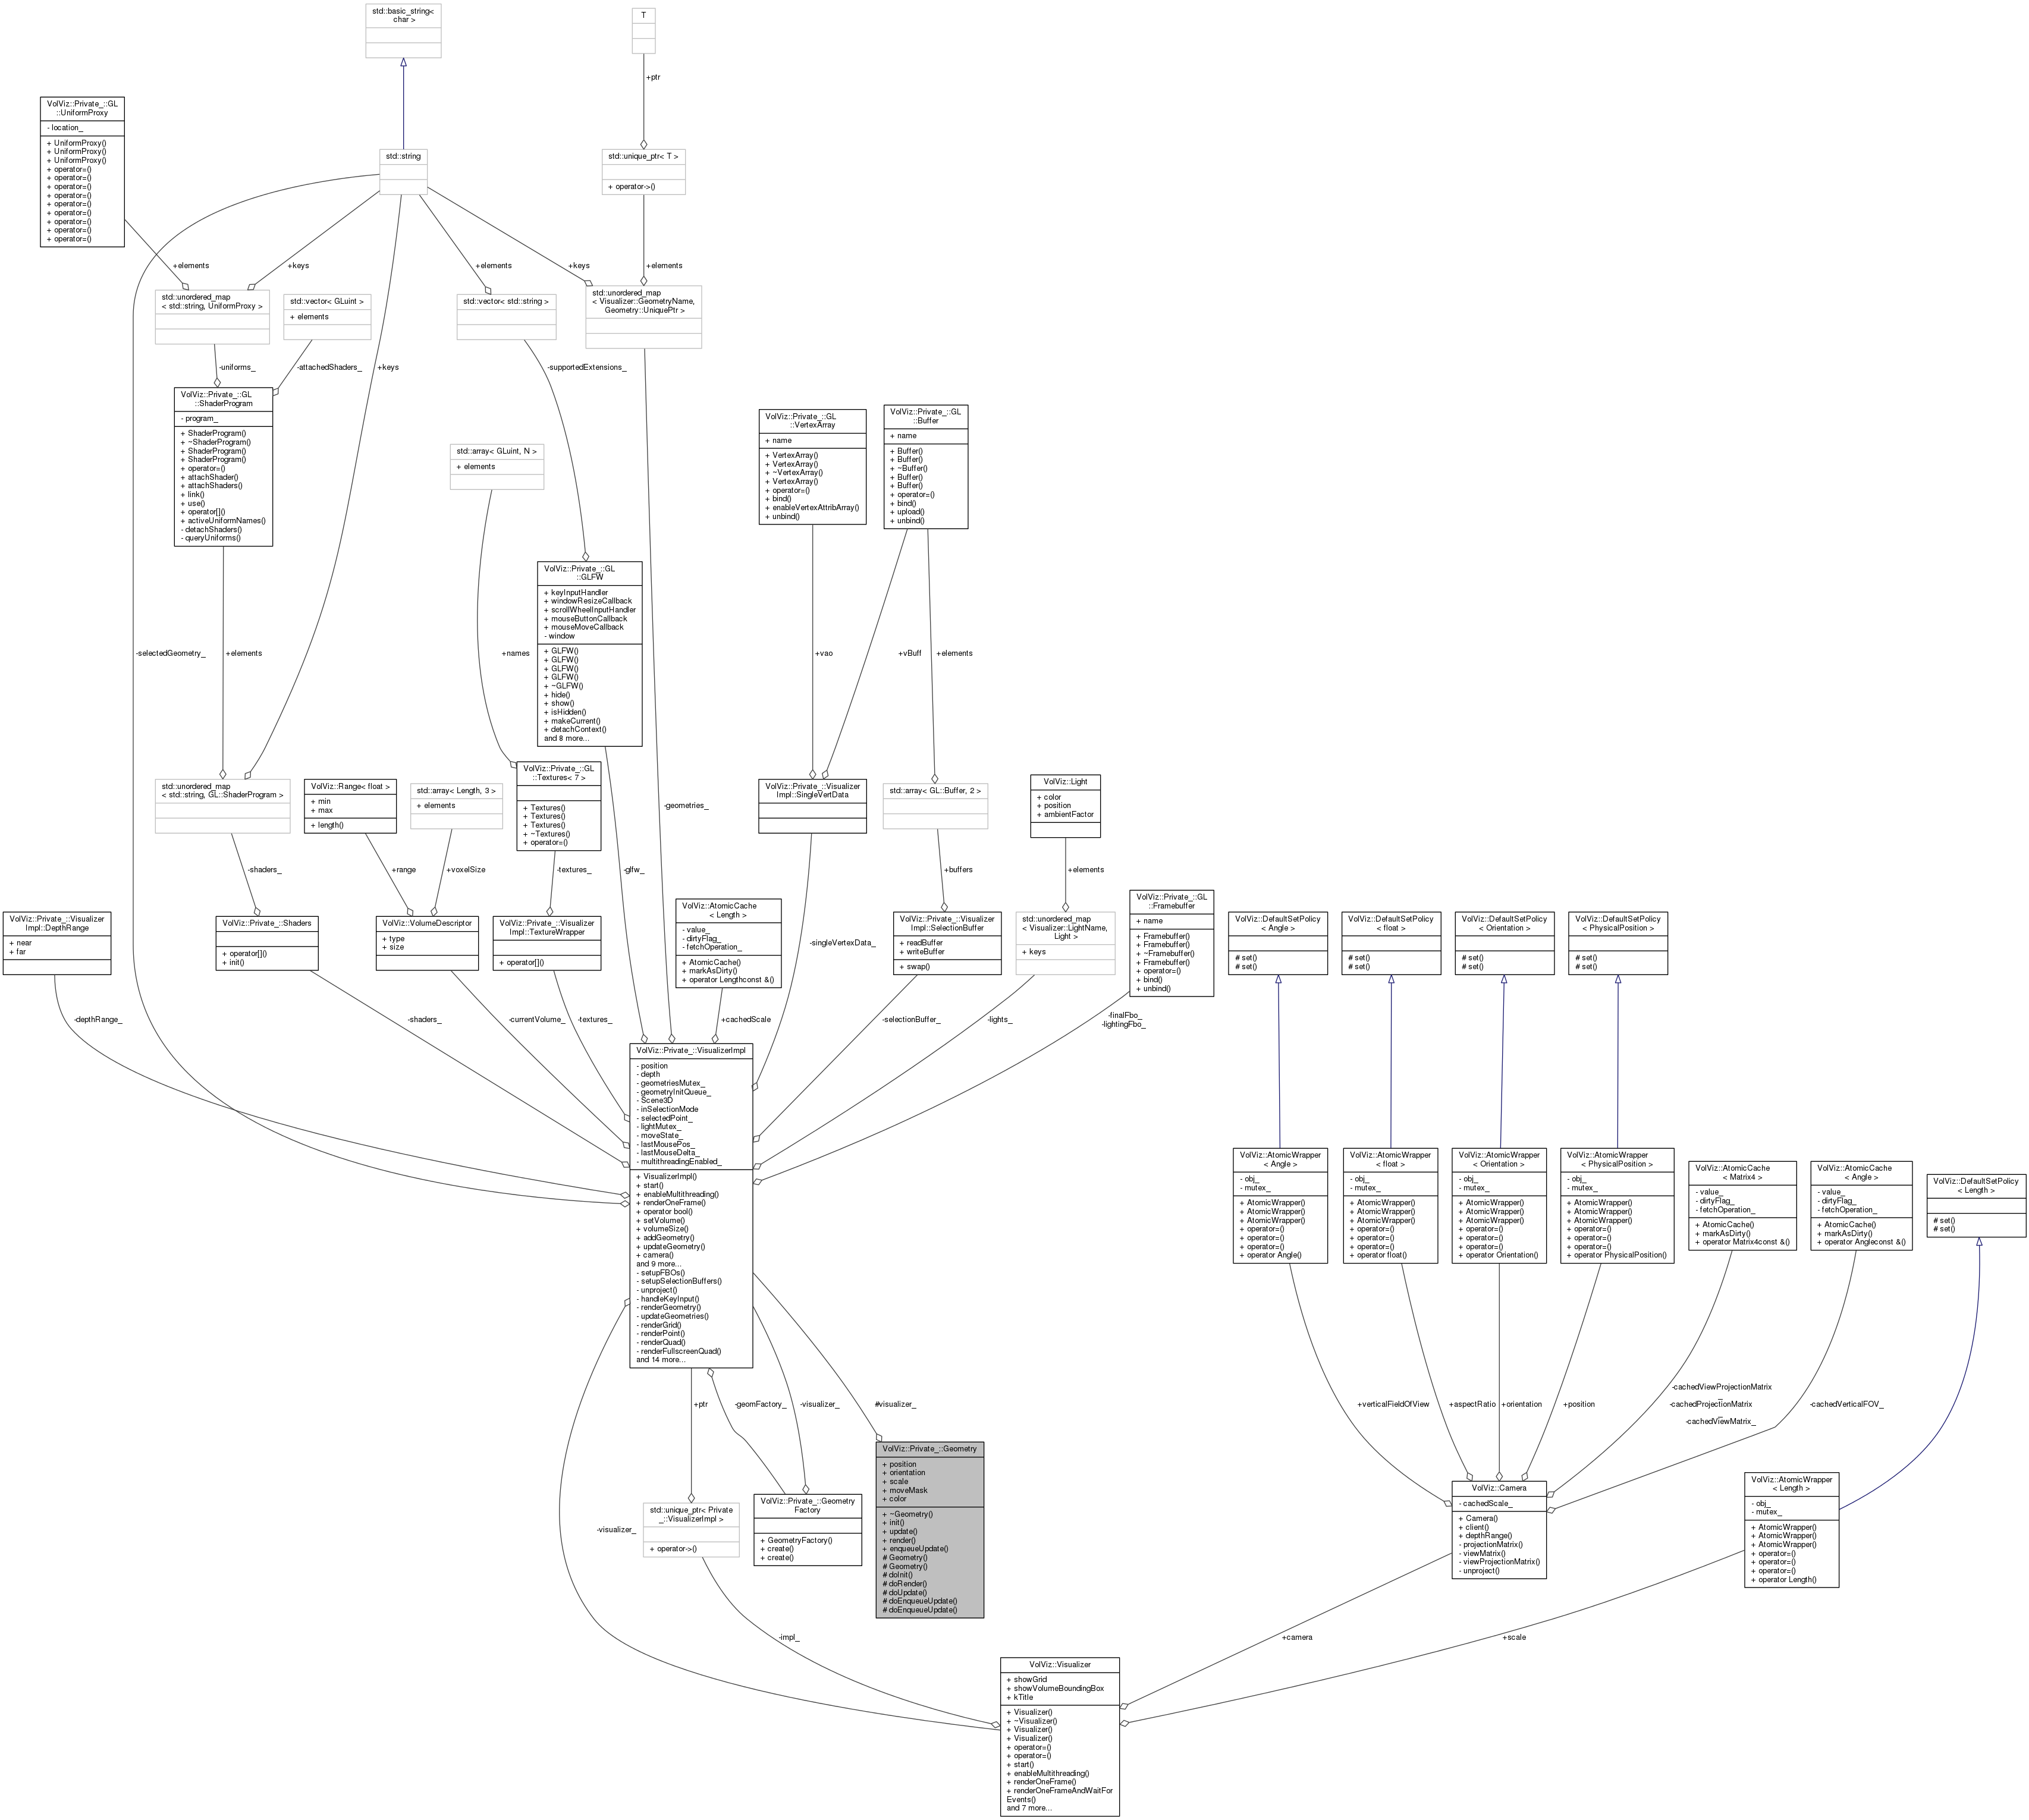 std::basic_string<
char >
T
+ptr
VolViz::Private_::GL
::UniformProxy
- location_
+ UniformProxy()
+ UniformProxy()
+ UniformProxy()
+ operator=()
+ operator=()
+ operator=()
+ operator=()
+ operator=()
+ operator=()
+ operator=()
+ operator=()
+ operator=()
std::string
std::unique_ptr< T >
+ operator->()
+elements
+keys
+elements
+keys
+elements
std::unordered_map
< std::string, UniformProxy >
std::vector< GLuint >
+ elements
std::vector< std::string >
std::unordered_map
< Visualizer::GeometryName,
Geometry::UniquePtr >
-uniforms_
-attachedShaders_
+keys
-supportedExtensions_
VolViz::Private_::GL
::ShaderProgram
- program_
+ ShaderProgram()
+ ~ShaderProgram()
+ ShaderProgram()
+ ShaderProgram()
+ operator=()
+ attachShader()
+ attachShaders()
+ link()
+ use()
+ operator[]()
+ activeUniformNames()
- detachShaders()
- queryUniforms()
std::array< GLuint, N >
+ elements
VolViz::Private_::GL
::VertexArray
+ name
+ VertexArray()
+ VertexArray()
+ ~VertexArray()
+ VertexArray()
+ operator=()
+ bind()
+ enableVertexAttribArray()
+ unbind()
VolViz::Private_::GL
::Buffer
+ name
+ Buffer()
+ Buffer()
+ ~Buffer()
+ Buffer()
+ Buffer()
+ operator=()
+ bind()
+ upload()
+ unbind()
VolViz::Private_::GL
::GLFW
+ keyInputHandler
+ windowResizeCallback
+ scrollWheelInputHandler
+ mouseButtonCallback
+ mouseMoveCallback
- window
+ GLFW()
+ GLFW()
+ GLFW()
+ GLFW()
+ ~GLFW()
+ hide()
+ show()
+ isHidden()
+ makeCurrent()
+ detachContext()
and 8 more...
-selectedGeometry_
+elements
+names
+vao
+vBuff
+elements
std::unordered_map
< std::string, GL::ShaderProgram >
VolViz::Range< float >
+ min
+ max
+ length()
std::array< Length, 3 >
+ elements
VolViz::Private_::GL
::Textures< 7 >
+ Textures()
+ Textures()
+ Textures()
+ ~Textures()
+ operator=()
-geometries_
VolViz::Private_::Visualizer
Impl::SingleVertData
std::array< GL::Buffer, 2 >
VolViz::Light
+ color
+ position
+ ambientFactor
-shaders_
+range
+voxelSize
-textures_
-glfw_
+buffers
+elements
VolViz::Private_::Visualizer
Impl::DepthRange
+ near
+ far
VolViz::Private_::Shaders
+ operator[]()
+ init()
VolViz::VolumeDescriptor
+ type
+ size
VolViz::Private_::Visualizer
Impl::TextureWrapper
+ operator[]()
VolViz::AtomicCache
< Length >
- value_
- dirtyFlag_
- fetchOperation_
+ AtomicCache()
+ markAsDirty()
+ operator Lengthconst &()
-singleVertexData_
VolViz::Private_::Visualizer
Impl::SelectionBuffer
+ readBuffer
+ writeBuffer
+ swap()
std::unordered_map
< Visualizer::LightName,
Light >
+ keys
VolViz::Private_::GL
::Framebuffer
+ name
+ Framebuffer()
+ Framebuffer()
+ ~Framebuffer()
+ Framebuffer()
+ operator=()
+ bind()
+ unbind()
VolViz::DefaultSetPolicy
< Angle >
# set()
# set()
VolViz::DefaultSetPolicy
< float >
# set()
# set()
VolViz::DefaultSetPolicy
< Orientation >
# set()
# set()
VolViz::DefaultSetPolicy
< PhysicalPosition >
# set()
# set()
-depthRange_
-shaders_
-currentVolume_
-textures_
+cachedScale
-selectionBuffer_
-lights_
-finalFbo_
-lightingFbo_
VolViz::Private_::VisualizerImpl
- position
- depth
- geometriesMutex_
- geometryInitQueue_
- Scene3D
- inSelectionMode
- selectedPoint_
- lightMutex_
- moveState_
- lastMousePos_
- lastMouseDelta_
- multithreadingEnabled_
+ VisualizerImpl()
+ start()
+ enableMultithreading()
+ renderOneFrame()
+ operator bool()
+ setVolume()
+ volumeSize()
+ addGeometry()
+ updateGeometry()
+ camera()
and 9 more...
- setupFBOs()
- setupSelectionBuffers()
- unproject()
- handleKeyInput()
- renderGeometry()
- updateGeometries()
- renderGrid()
- renderPoint()
- renderQuad()
- renderFullscreenQuad()
and 14 more...
VolViz::AtomicWrapper
< Angle >
- obj_
- mutex_
+ AtomicWrapper()
+ AtomicWrapper()
+ AtomicWrapper()
+ operator=()
+ operator=()
+ operator=()
+ operator Angle()
VolViz::AtomicWrapper
< float >
- obj_
- mutex_
+ AtomicWrapper()
+ AtomicWrapper()
+ AtomicWrapper()
+ operator=()
+ operator=()
+ operator=()
+ operator float()
VolViz::AtomicWrapper
< Orientation >
- obj_
- mutex_
+ AtomicWrapper()
+ AtomicWrapper()
+ AtomicWrapper()
+ operator=()
+ operator=()
+ operator=()
+ operator Orientation()
VolViz::AtomicWrapper
< PhysicalPosition >
- obj_
- mutex_
+ AtomicWrapper()
+ AtomicWrapper()
+ AtomicWrapper()
+ operator=()
+ operator=()
+ operator=()
+ operator PhysicalPosition()
VolViz::AtomicCache
< Matrix4 >
- value_
- dirtyFlag_
- fetchOperation_
+ AtomicCache()
+ markAsDirty()
+ operator Matrix4const &()
VolViz::AtomicCache
< Angle >
- value_
- dirtyFlag_
- fetchOperation_
+ AtomicCache()
+ markAsDirty()
+ operator Angleconst &()
VolViz::DefaultSetPolicy
< Length >
# set()
# set()
+ptr
-geomFactory_
-visualizer_
#visualizer_
+verticalFieldOfView
+aspectRatio
+orientation
+position
-cachedViewProjectionMatrix
_
-cachedProjectionMatrix
_
-cachedViewMatrix_
-cachedVerticalFOV_
VolViz::Private_::Geometry
+ position
+ orientation
+ scale
+ moveMask
+ color
+ ~Geometry()
+ init()
+ update()
+ render()
+ enqueueUpdate()
# Geometry()
# Geometry()
# doInit()
# doRender()
# doUpdate()
# doEnqueueUpdate()
# doEnqueueUpdate()
-visualizer_
std::unique_ptr< Private
_::VisualizerImpl >
+ operator->()
VolViz::Private_::Geometry
Factory
+ GeometryFactory()
+ create()
+ create()
VolViz::Camera
- cachedScale_
+ Camera()
+ client()
+ depthRange()
- projectionMatrix()
- viewMatrix()
- viewProjectionMatrix()
- unproject()
VolViz::AtomicWrapper
< Length >
- obj_
- mutex_
+ AtomicWrapper()
+ AtomicWrapper()
+ AtomicWrapper()
+ operator=()
+ operator=()
+ operator=()
+ operator Length()
-impl_
+camera
+scale
VolViz::Visualizer
+ showGrid
+ showVolumeBoundingBox
+ kTitle
+ Visualizer()
+ ~Visualizer()
+ Visualizer()
+ Visualizer()
+ operator=()
+ operator=()
+ start()
+ enableMultithreading()
+ renderOneFrame()
+ renderOneFrameAndWaitFor
Events()
and 7 more...